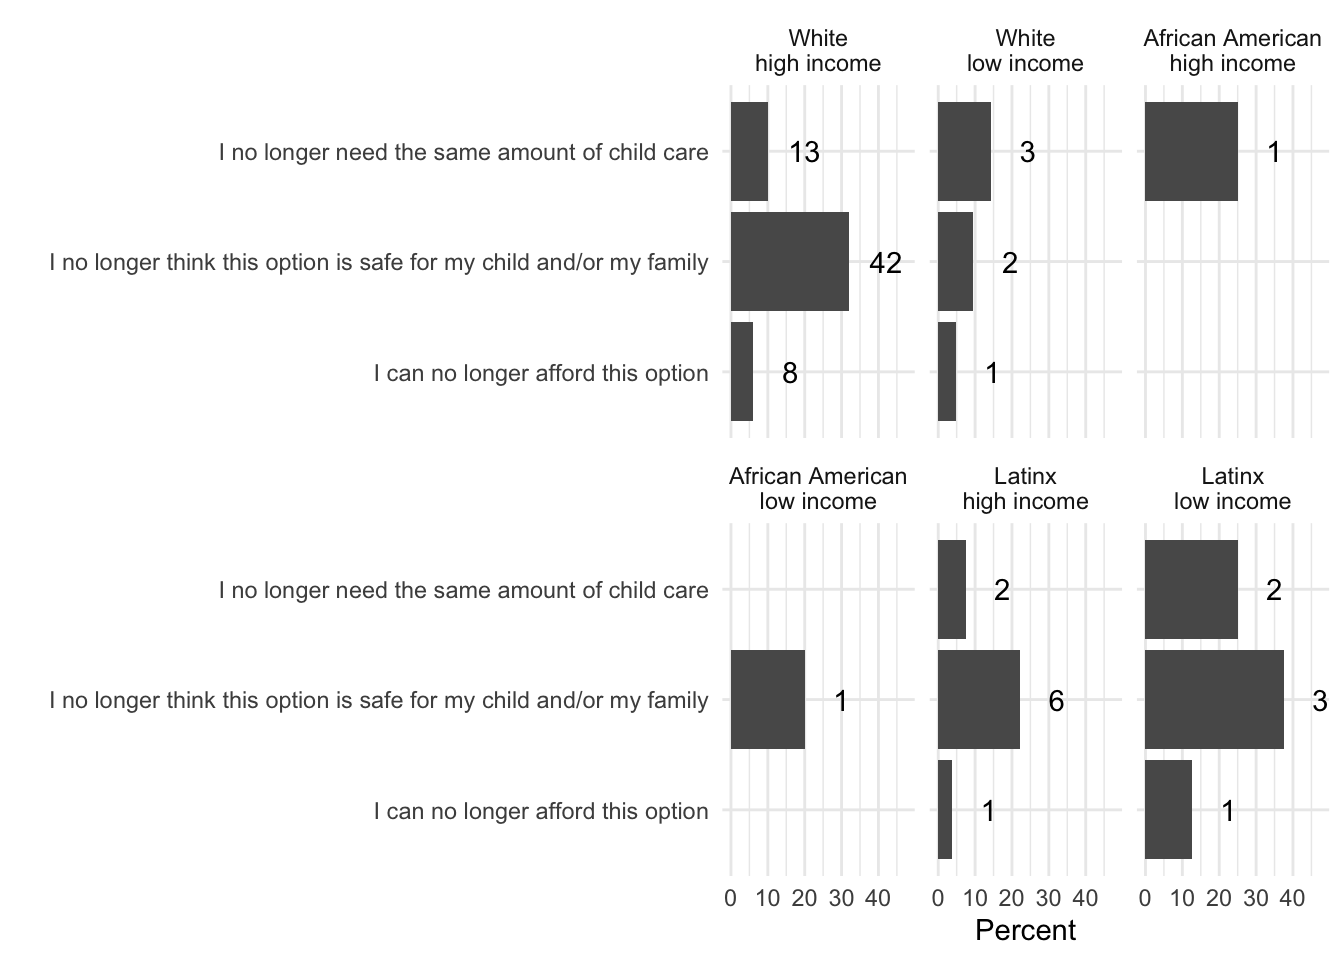 White
high income
White
low income
African American
high income
I no longer need the same amount of child care
13
3
1
I no longer think this option is safe for my child and/or my family
42
2
I can no longer afford this option
8
1
African American
low income
Latinx
high income
Latinx
low income
I no longer need the same amount of child care
2
2
I no longer think this option is safe for my child and/or my family
1
6
3
I can no longer afford this option
1
1
0 10 20 30 40
0 10 20 30 40
0 10 20 30 40
Percent